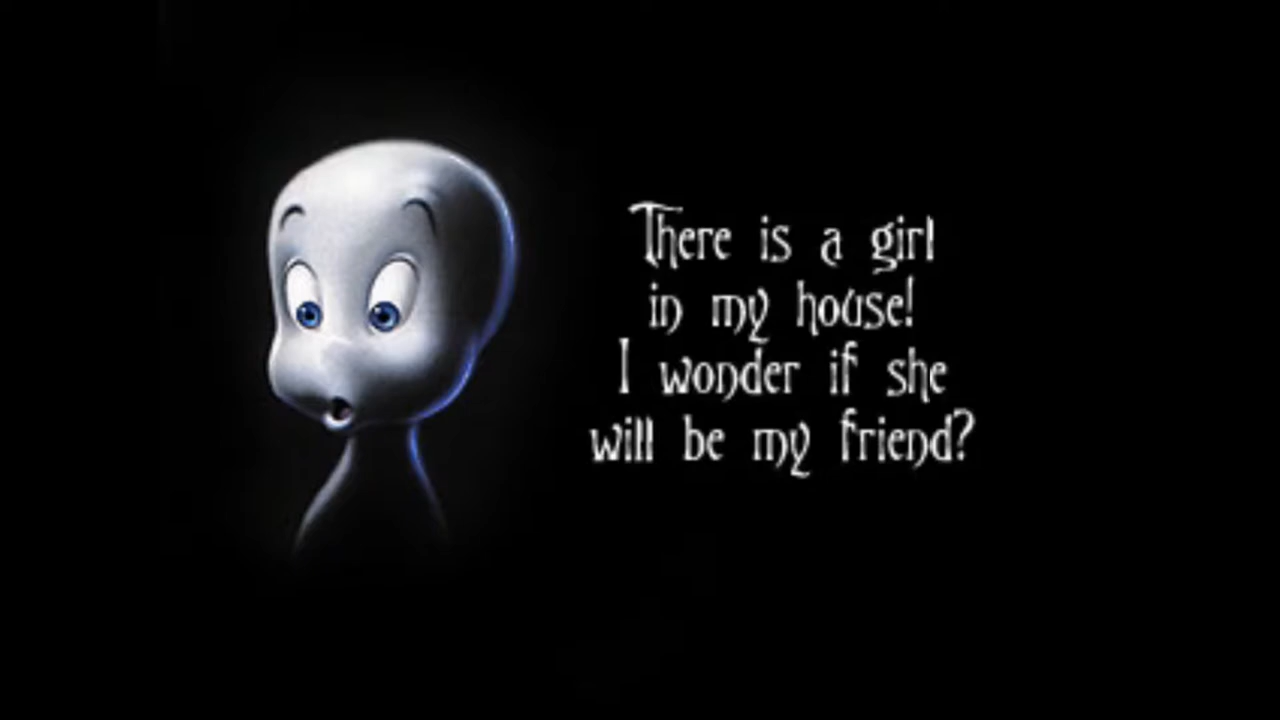 There is a girl
in my house!
I wonder if she
will be my friend?